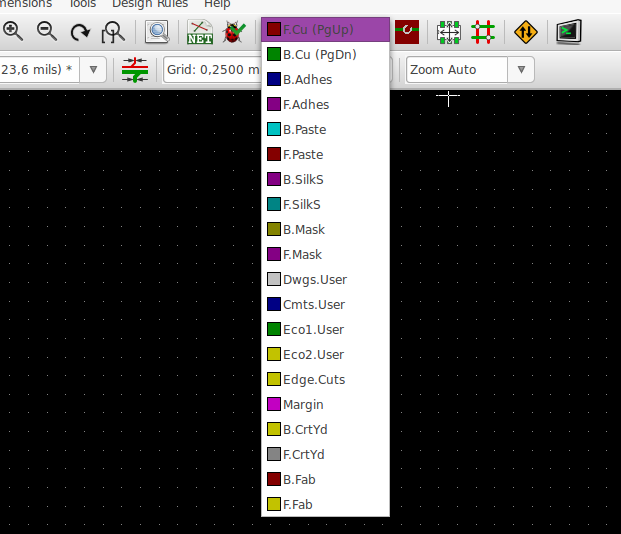 mensions Tools Design Rules Help
NET
23,6 mils) * Grid: 0,2500 m Zoom Auto
F.Cu (PgUp)
B.Cu (PgDn)
B.Adhes
F.Adhes
B.Paste
F.Paste
B.SilkS
F.SilkS
B.Mask
F.Mask
Dwgs.User
Cmts.User
Eco1.User
Eco2.User
Edge.Cuts
Margin
B.CrtYd
F.CrtYd
B.Fab
F.Fab